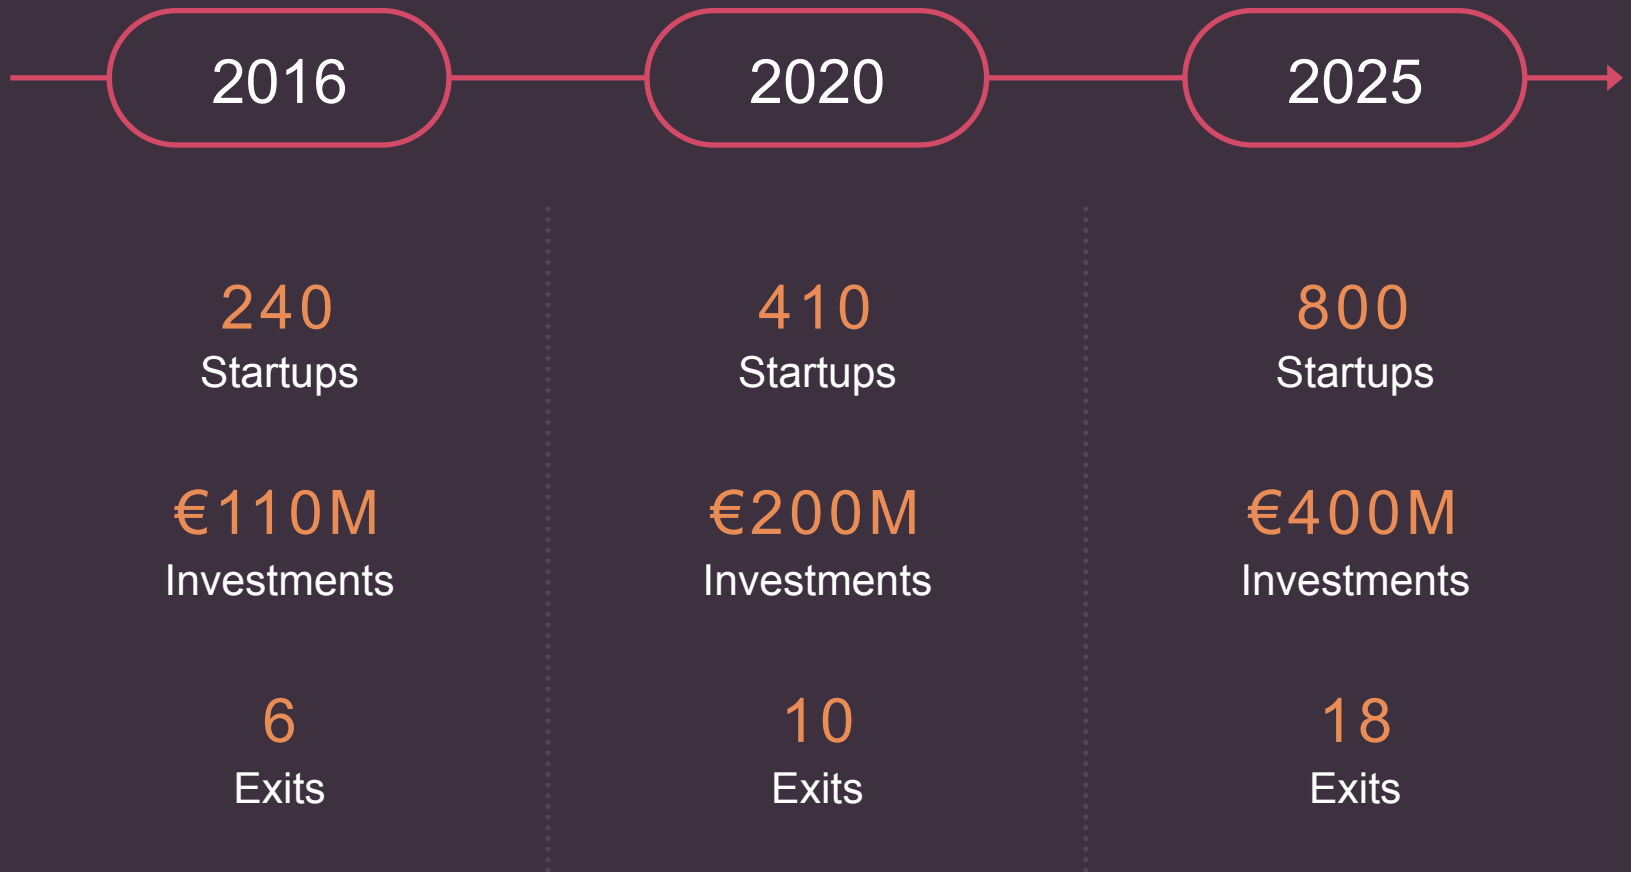 2016
2020
2025
240
Startups
€110M
Investments
6
Exits
410
Startups
€200M
Investments
10
Exits
800
Startups
€400M
Investments
18
Exits